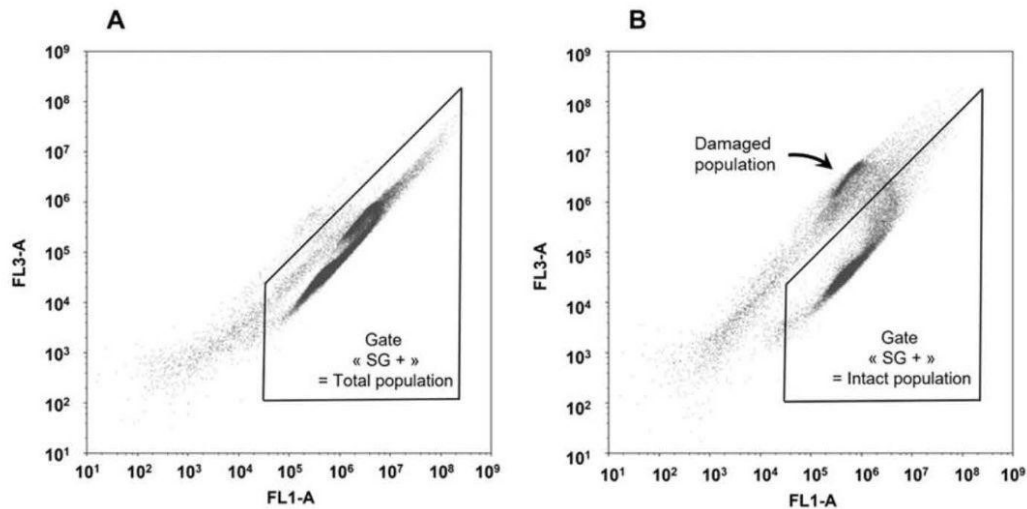 A
10⁹
10⁸
10⁷
10⁶
10⁵
10⁴
10³
10²
10¹
FL3-A
Gate
« SG + »
= Total population
10¹ 10² 10³ 10⁴ 10⁵ 10⁶ 10⁷ 10⁸ 10⁹
FL1-A
B
10⁹
10⁸
10⁷
10⁶
10⁵
10⁴
10³
10²
10¹
FL3-A
Damaged
population
Gate
« SG + »
= Intact population
10¹ 10² 10³ 10⁴ 10⁵ 10⁶ 10⁷ 10⁸ 10⁹
FL1-A